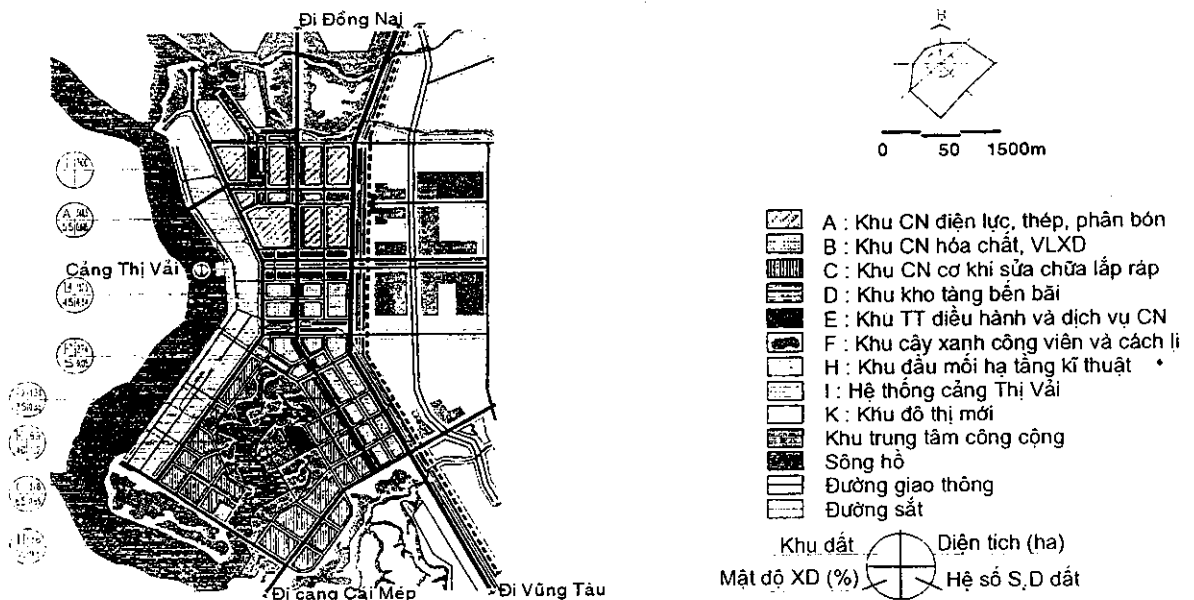 Đi Đồng Nai
B
0 50 1500m
Cảng Thị Vải
A : Khu CN điện lực, thép, phân bón
B : Khu CN hóa chất, VLXD
C : Khu CN cơ khí sửa chữa lắp ráp
D : Khu kho tàng bến bãi
E : Khu TT điều hành và dịch vụ CN
F : Khu cây xanh công viên và cách li
H : Khu đầu mối hạ tầng kĩ thuật
I : Hệ thống cảng Thị Vải
K : Khu đô thị mới
Khu trung tâm công cộng
Sông hồ
Đường giao thông
Đường sắt
Khu đất Diện tích (ha)
Mật độ XD (%) Hệ số S,D đất
Đi cảng Cái Mép
Đi Vũng Tàu